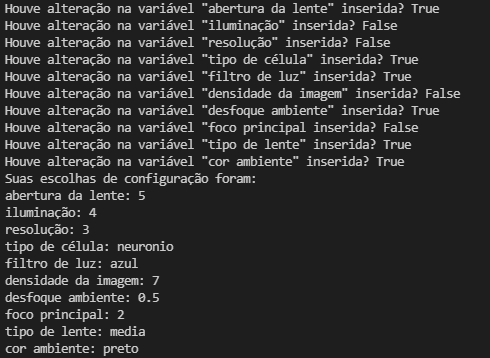 Houve alteração na variável "abertura da lente" inserida? True
Houve alteração na variável "iluminação" inserida? False
Houve alteração na variável "resolução" inserida? False
Houve alteração na variável "tipo de célula" inserida? True
Houve alteração na variável "filtro de luz" inserida? True
Houve alteração na variável "densidade da imagem" inserida? False
Houve alteração na variável "desfoque ambiente" inserida? True
Houve alteração na variável "foco principal inserida? False
Houve alteração na variável "tipo de lente" inserida? True
Houve alteração na variável "cor ambiente" inserida? True
Suas escolhas de configuração foram:
abertura da lente: 5
iluminação: 4
resolução: 3
tipo de célula: neuronio
filtro de luz: azul
densidade da imagem: 7
desfoque ambiente: 0.5
foco principal: 2
tipo de lente: media
cor ambiente: preto